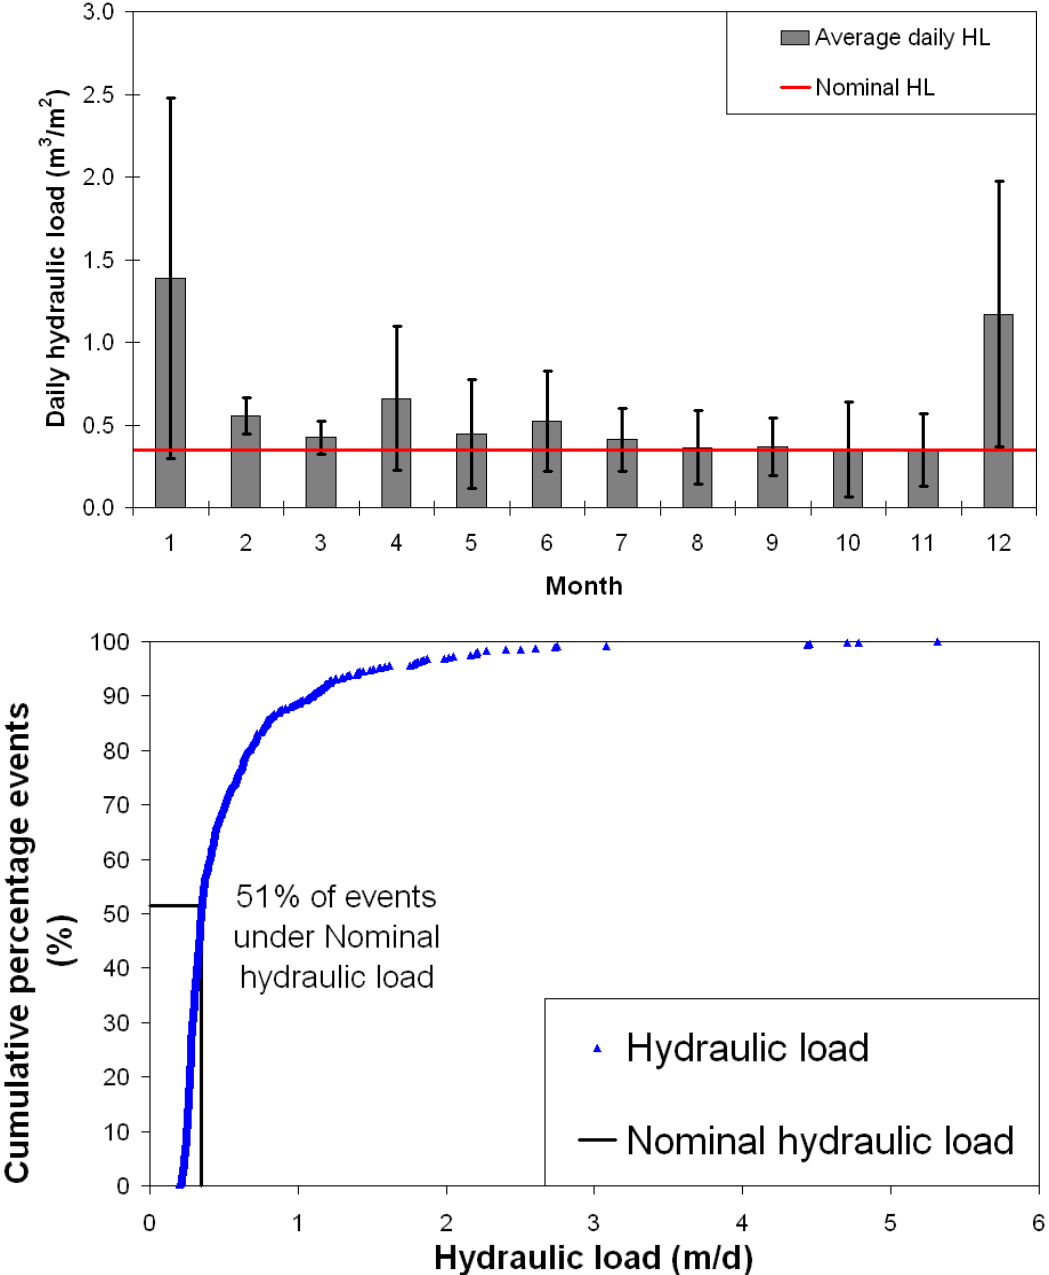 3.0
2.5
2.0
1.5
1.0
0.5
0.0
Daily hydraulic load (m³/m²)
Average daily HL
Nominal HL
1 2 3 4 5 6 7 8 9 10 11 12
Month
100
90
80
70
60
50
40
30
20
10
0
Cumulative percentage events
(%)
51% of events
under Nominal
hydraulic load
Hydraulic load
Nominal hydraulic load
0 1 2 3 4 5 6
Hydraulic load (m/d)